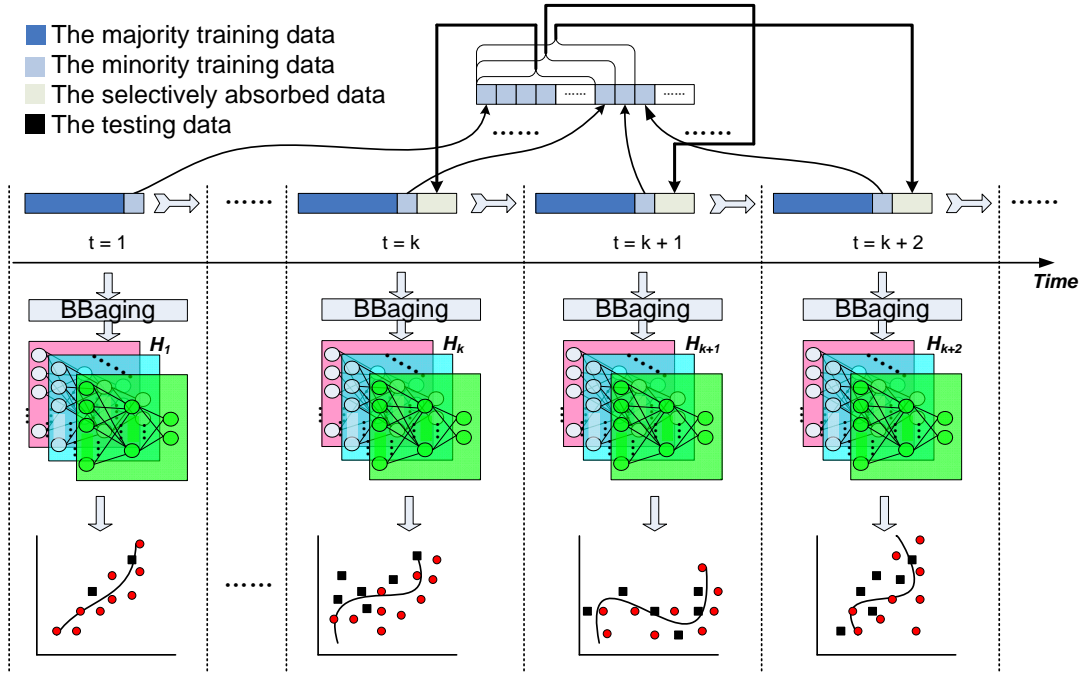 The majority training data
The minority training data
The selectively absorbed data
The testing data
...... ......
...... ......
...... ......
t = 1 t = k t = k + 1 t = k + 2
Time
BBaging BBaging BBaging BBaging
H1 Hk Hk+1 Hk+2
......